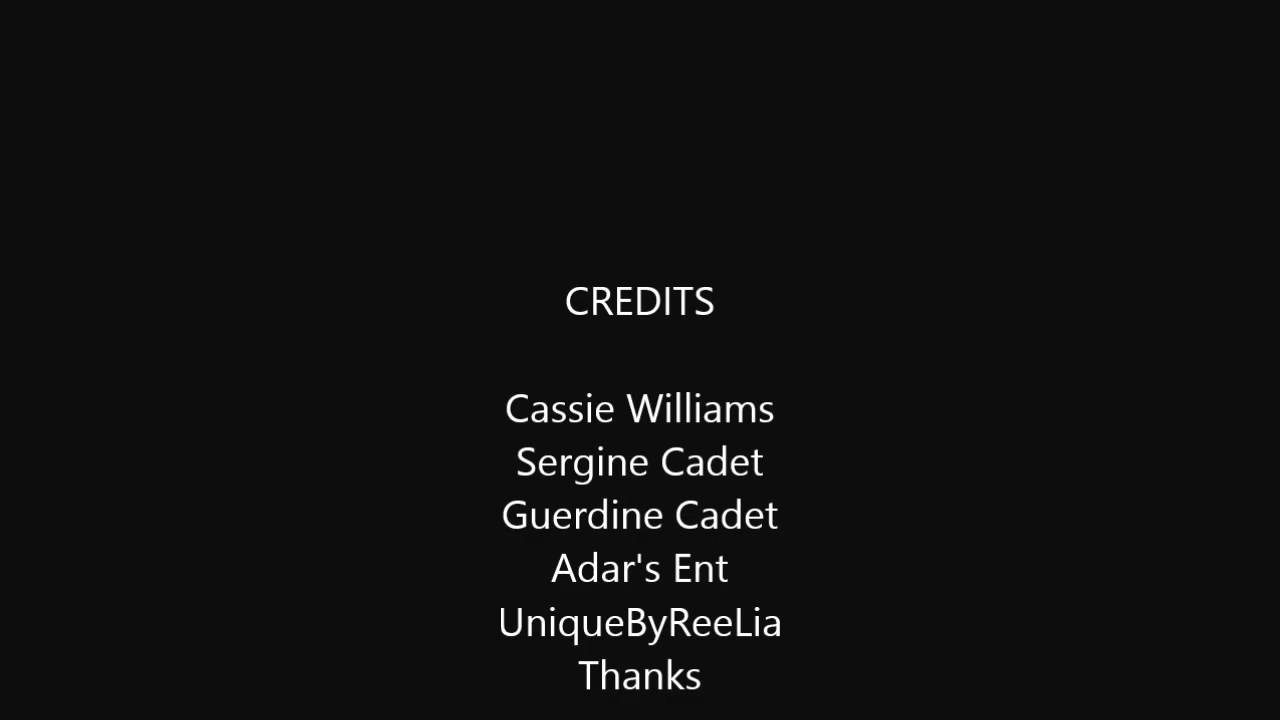 CREDITS
Cassie Williams
Sergine Cadet
Guerdine Cadet
Adar's Ent
UniqueByReeLia
Thanks